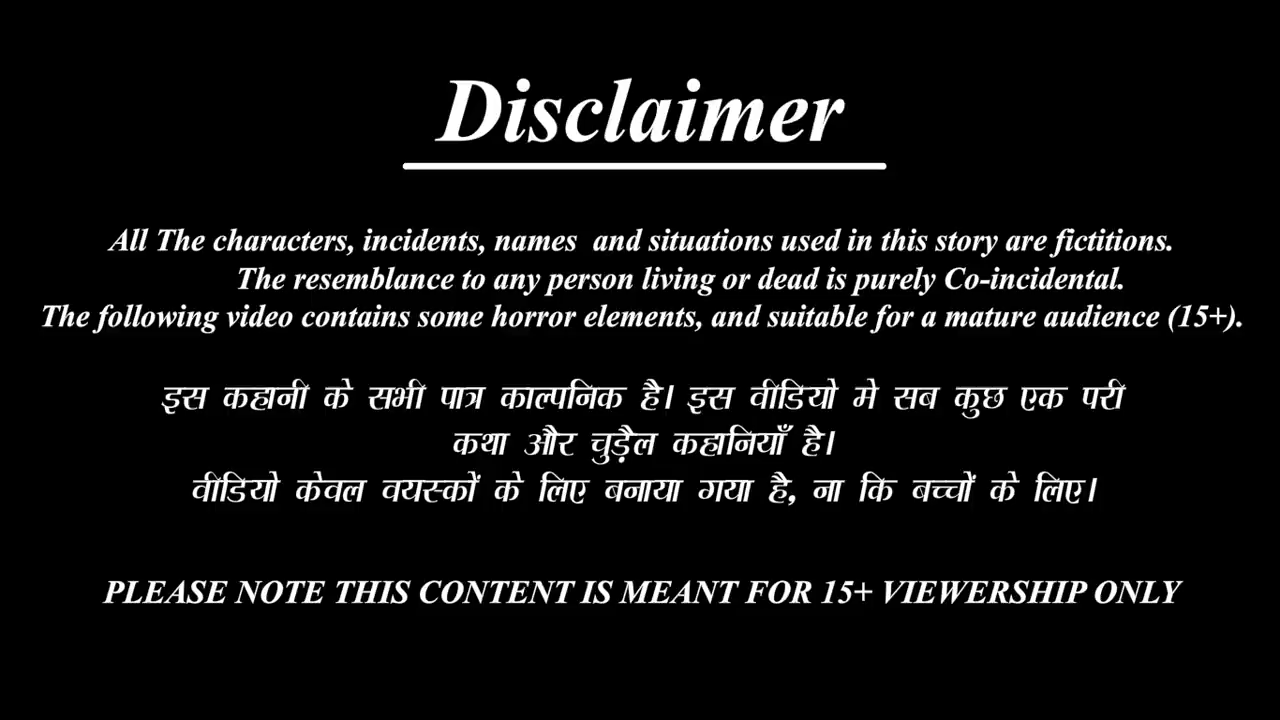 Disclaimer
All The characters, incidents, names and situations used in this story are fictitions.
The resemblance to any person living or dead is purely Co-incidental.
The following video contains some horror elements, and suitable for a mature audience (15+).
इस कहानी के सभी पात्र काल्पनिक है। इस वीडियो मे सब कुछ एक परी
कथा और चुड़ैल कहानियाँ है।
वीडियो केवल वयस्कों के लिए बनाया गया है, ना कि बच्चों के लिए।
PLEASE NOTE THIS CONTENT IS MEANT FOR 15+ VIEWERSHIP ONLY